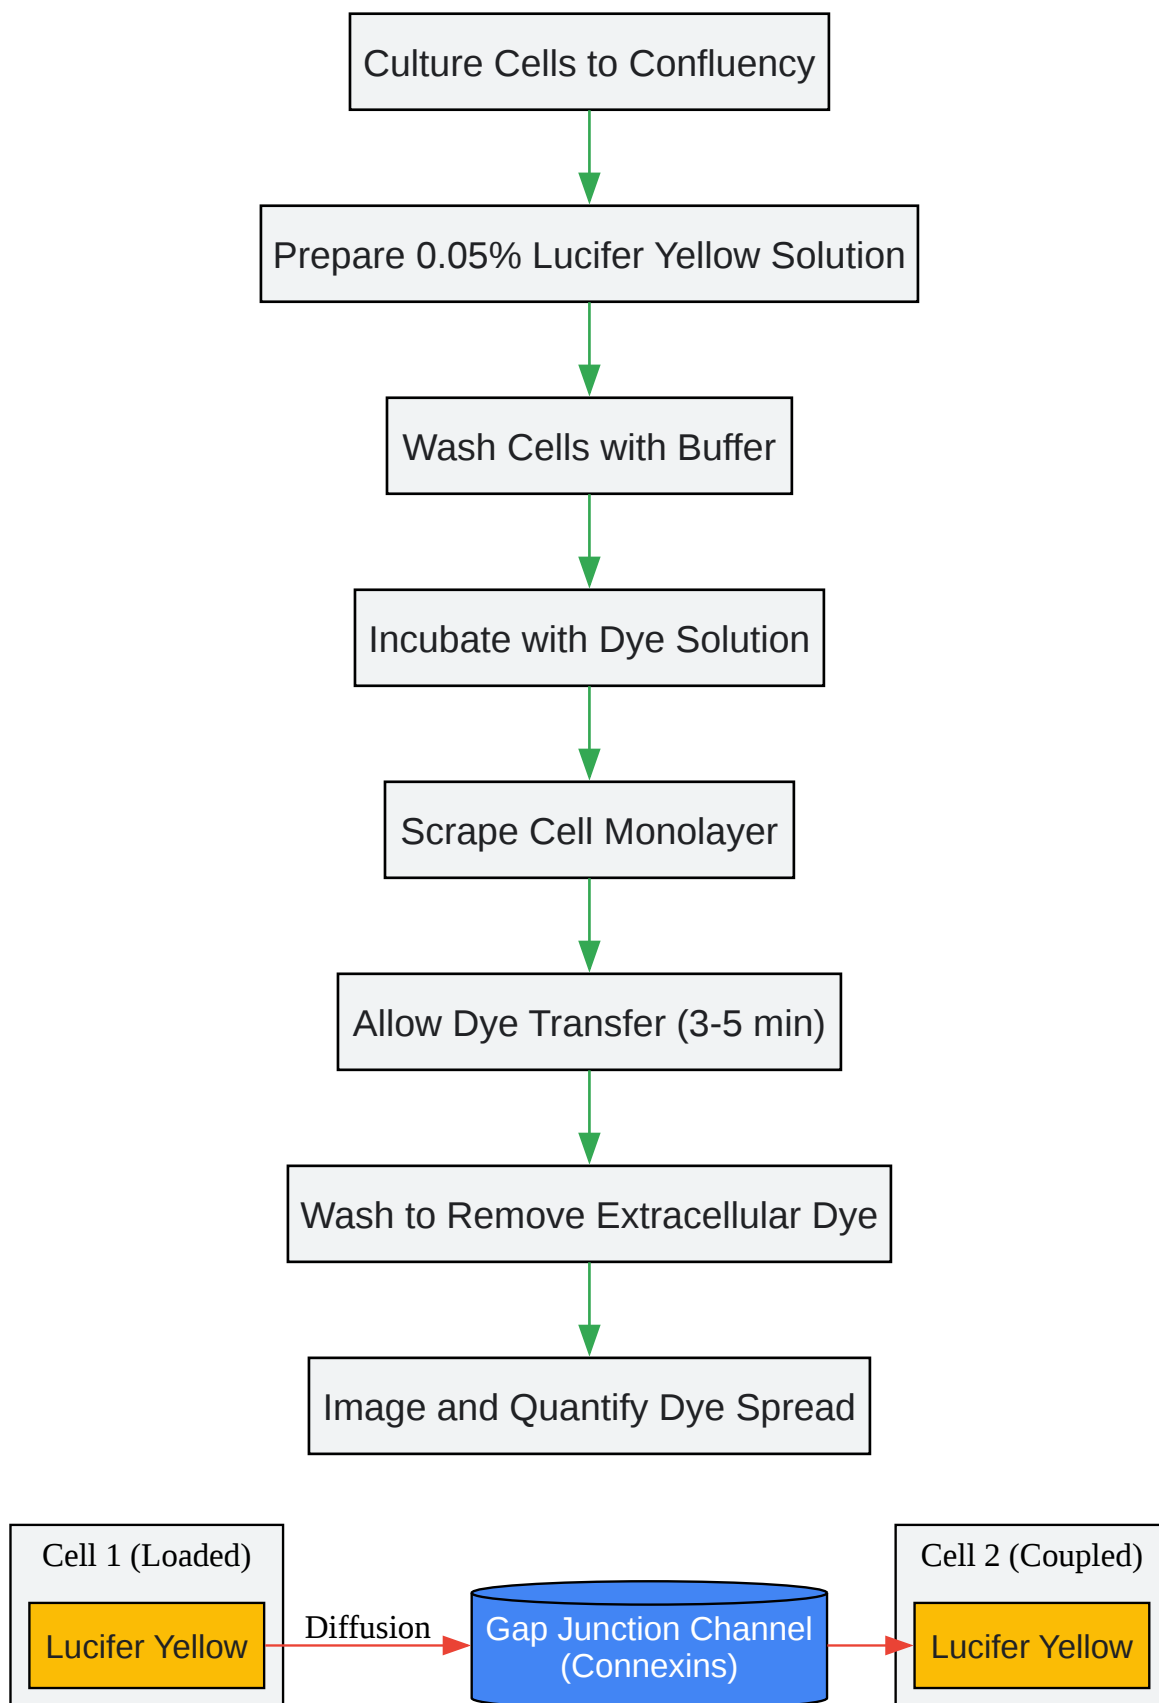 Culture Cells to Confluency
Prepare 0.05% Lucifer Yellow Solution
Wash Cells with Buffer
Incubate with Dye Solution
Scrape Cell Monolayer
Allow Dye Transfer (3-5 min)
Wash to Remove Extracellular Dye
Image and Quantify Dye Spread
Cell 1 (Loaded)
Lucifer Yellow
Diffusion
Gap Junction Channel
(Connexins)
Cell 2 (Coupled)
Lucifer Yellow